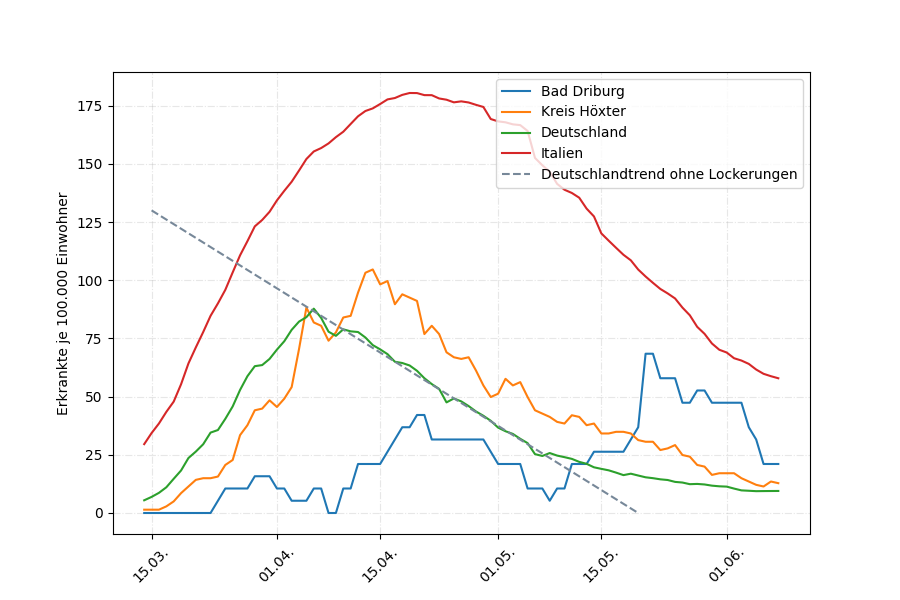 Bad Driburg
Kreis Höxter
Deutschland
Italien
Deutschlandtrend ohne Lockerungen
Erkrankte je 100.000 Einwohner
175
150
125
100
75
50
25
0
15.03.
01.04.
15.04.
01.05.
15.05.
01.06.